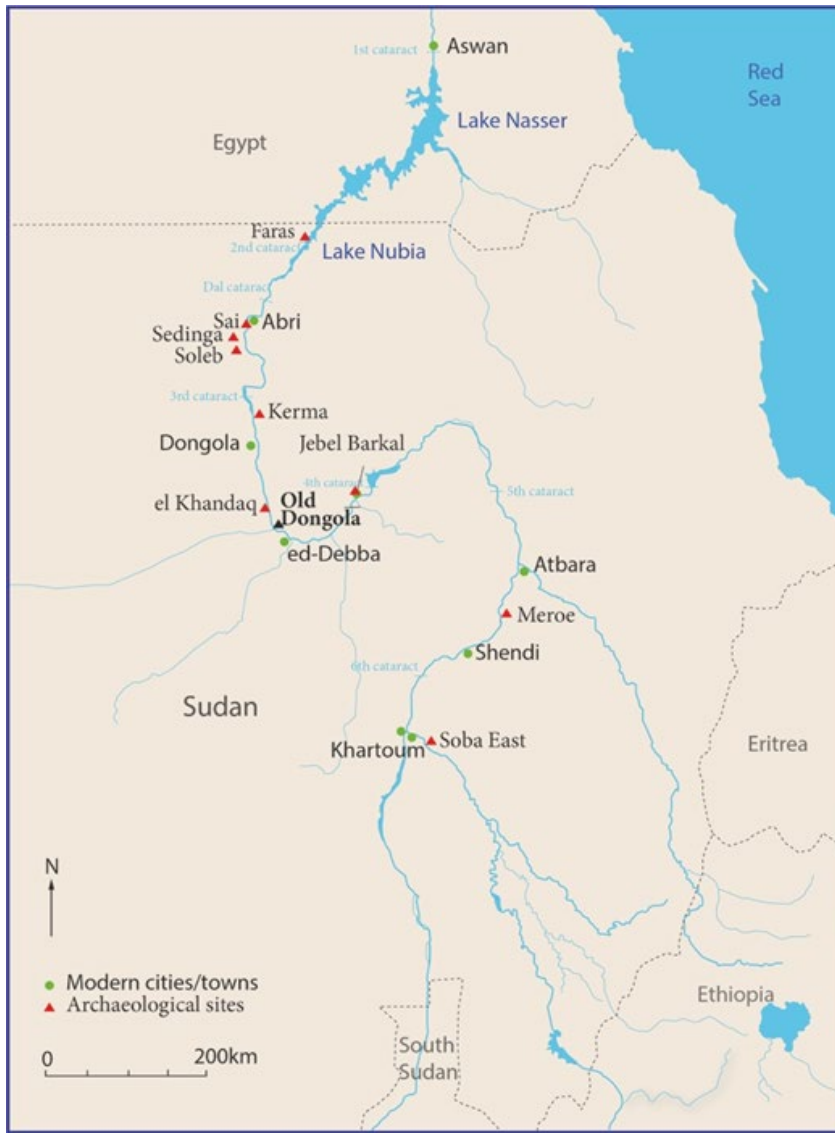 1st cataract
Aswan
Red
Sea
Lake Nasser
Egypt
Faras
2nd cataract
Lake Nubia
Dal cataract
Sai
Abri
Sedinga
Soleb
3rd cataract
Kerma
Dongola
Jebel Barkal
4th cataract
5th cataract
el Khandaq
Old
Dongola
ed-Debba
Atbara
Meroe
Shendi
6th cataract
Sudan
Khartoum
Soba East
Eritrea
N
Modern cities/towns
Archaeological sites
Ethiopia
South
Sudan
0
200km